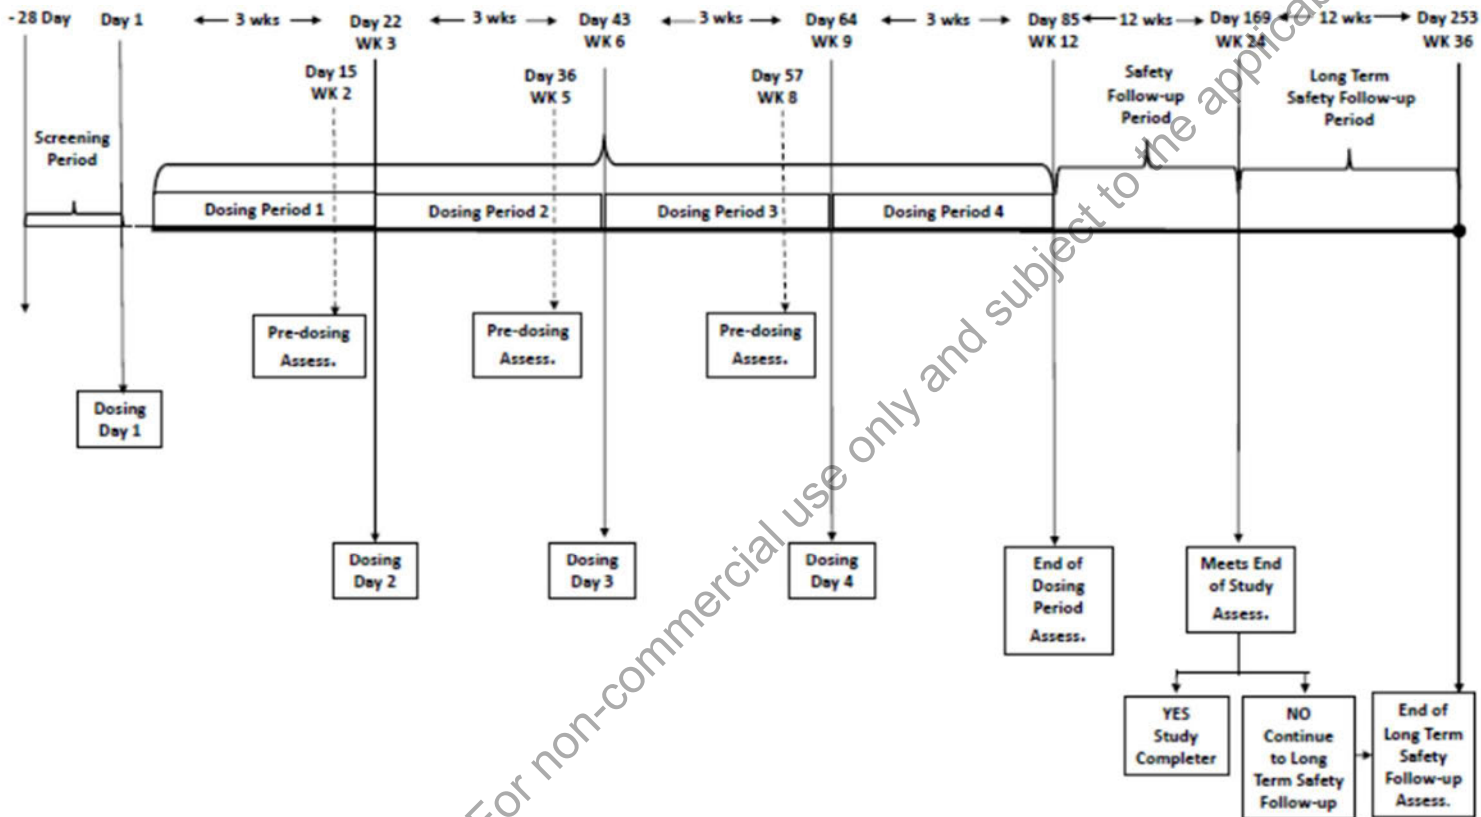 - 28 Day
Day 1
3 wks
Day 22
WK 3
3 wks
Day 43
WK 6
3 wks
Day 64
WK 9
3 wks
Day 85
WK 12
12 wks
Day 169
WK 24
12 wks
Day 253
WK 36
Day 15
WK 2
Day 36
WK 5
Day 57
WK 8
Safety
Follow-up
Period
Long Term
Safety Follow-up
Period
Screening
Period
Dosing Period 1
Dosing Period 2
Dosing Period 3
Dosing Period 4
Pre-dosing
Assess.
Pre-dosing
Assess.
Pre-dosing
Assess.
Dosing
Day 1
Dosing
Day 2
Dosing
Day 3
Dosing
Day 4
End of
Dosing
Period
Assess.
Meets End
of Study
Assess.
YES
Study
Completer
NO
Continue
to Long
Term Safety
Follow-up
End of
Long Term
Safety
Follow-up
Assess.
For non-commercial use only and subject to the